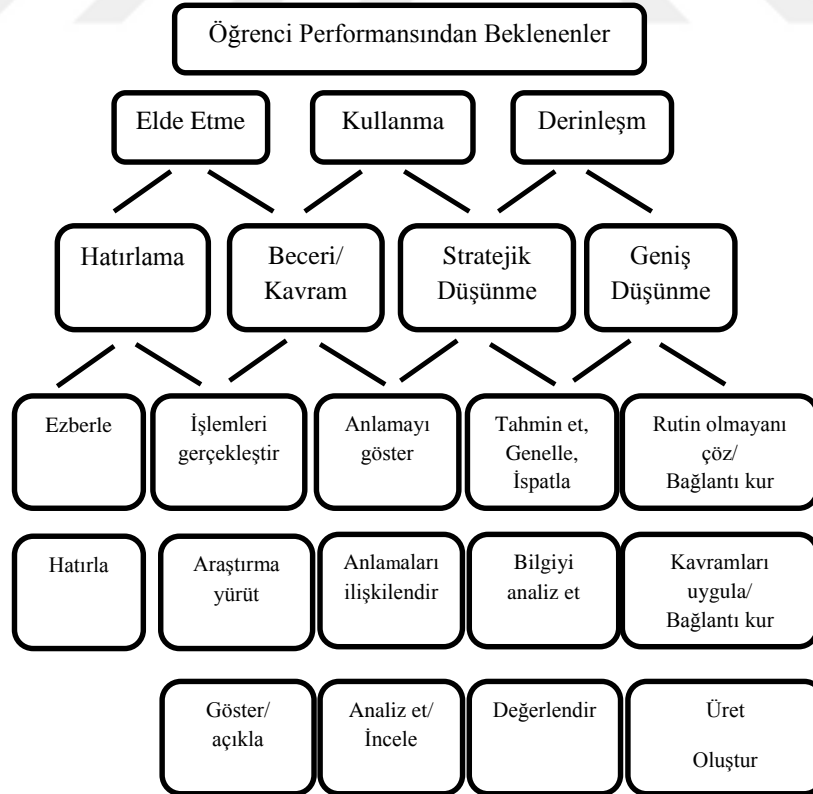 Öğrenci Performansından Beklenenler
Elde Etme
Kullanma
Derinleşm
Hatırlama
Beceri/
Kavram
Stratejik
Düşünme
Geniş
Düşünme
Ezberle
İşlemleri
gerçekleştir
Anlamayı
göster
Tahmin et,
Genelle,
İspatla
Rutin olmayanı
çöz/
Bağlantı kur
Hatırla
Araştırma
yürüt
Anlamaları
ilişkilendir
Bilgiyi
analiz et
Kavramları
uygula/
Bağlantı kur
Göster/
açıkla
Analiz et/
İncele
Değerlendir
Üret
Oluştur